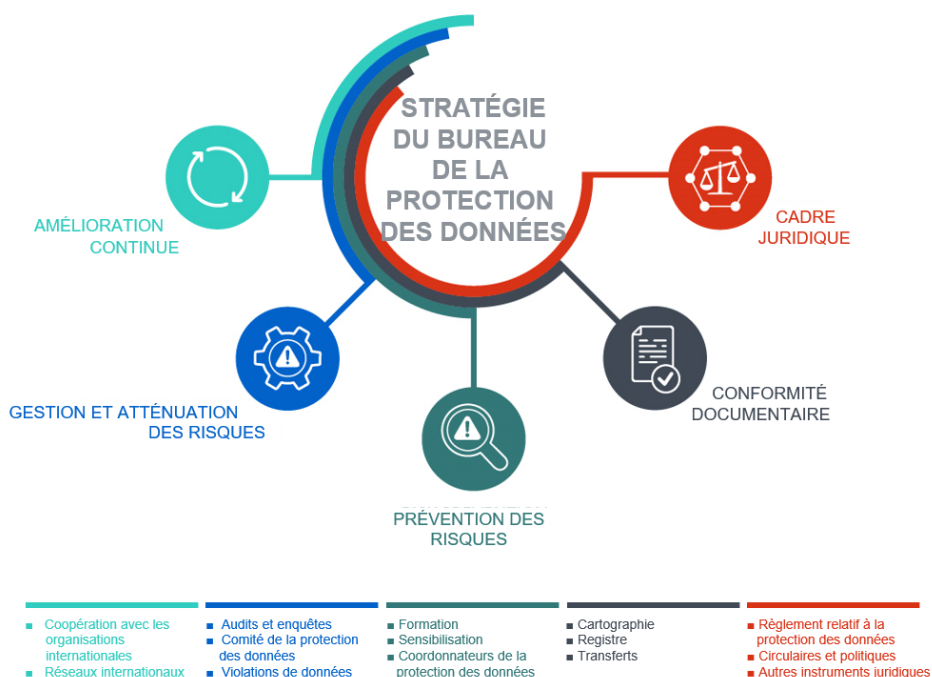 STRATÉGIE
DU BUREAU
DE LA
PROTECTION
DES DONNÉES
AMÉLIORATION
CONTINUE
CADRE
JURIDIQUE
GESTION ET ATTÉNUATION
DES RISQUES
CONFORMITÉ
DOCUMENTAIRE
PRÉVENTION DES
RISQUES
▪ Coopération avec les
organisations
internationales
▪ Réseaux internationaux
▪ Audits et enquêtes
▪ Comité de la protection
des données
▪ Violations de données
▪ Formation
▪ Sensibilisation
▪ Coordonnateurs de la
protection des données
▪ Cartographie
▪ Registre
▪ Transferts
▪ Règlement relatif à la
protection des données
▪ Circulaires et politiques
▪ Autres instruments juridiques